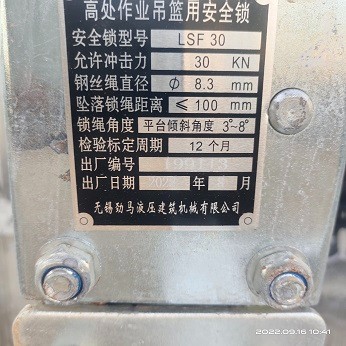 高处作业吊篮用安全锁
安全锁型号 LSF 30
允许冲击力 30 KN
钢丝绳直径 Φ 8.3 mm
坠落锁绳距离 ≤100 mm
锁绳角度 平台倾斜角度 3°~8°
检验标定周期 12 个月
出厂编号
出厂日期 年 月
无锡劲马液压建筑机械有限公司
2022.09.16 10:41